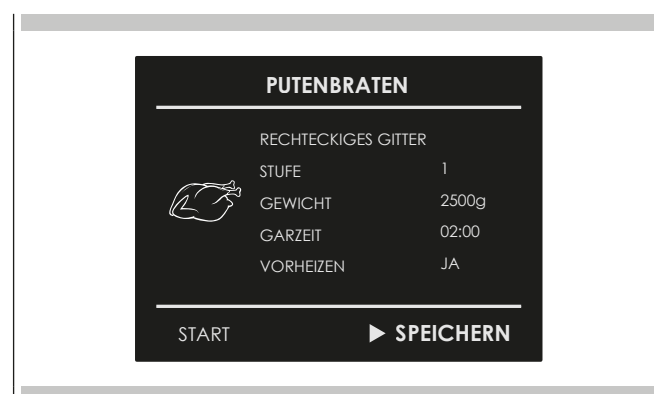 PUTENBRATEN
RECHTECKIGES GITTER
STUFE 1
GEWICHT 2500g
GARZEIT 02:00
VORHEIZEN JA
START ▶ SPEICHERN